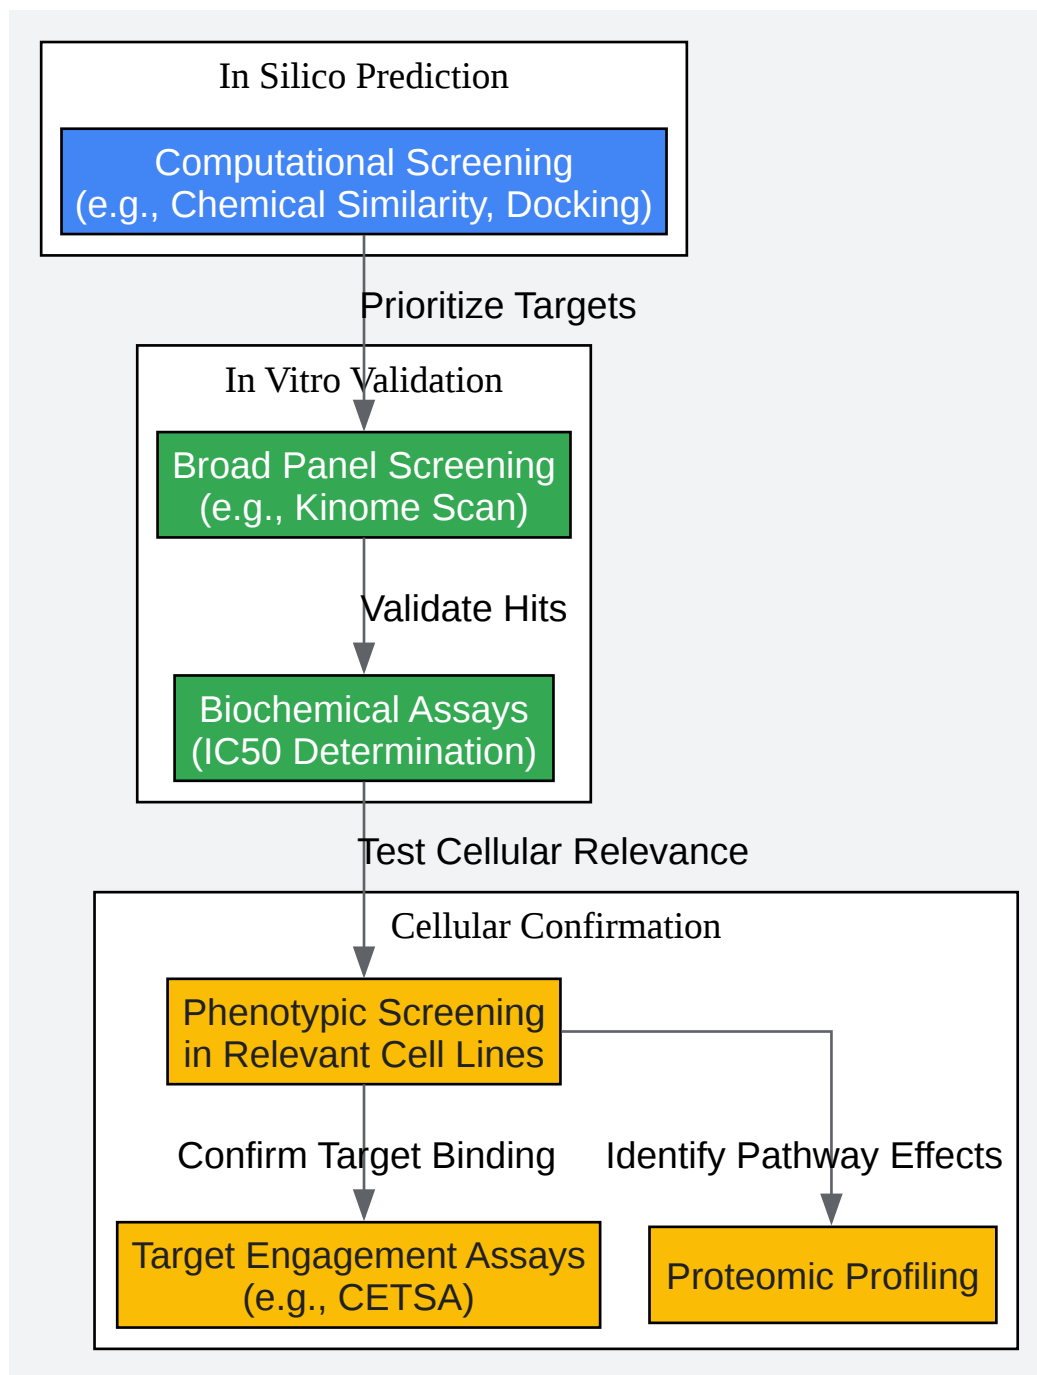 In Silico Prediction
Computational Screening
(e.g., Chemical Similarity, Docking)
Prioritize Targets
In Vitro Validation
Broad Panel Screening
(e.g., Kinome Scan)
Validate Hits
Biochemical Assays
(IC50 Determination)
Test Cellular Relevance
Cellular Confirmation
Phenotypic Screening
in Relevant Cell Lines
Confirm Target Binding
Identify Pathway Effects
Target Engagement Assays
(e.g., CETSA)
Proteomic Profiling